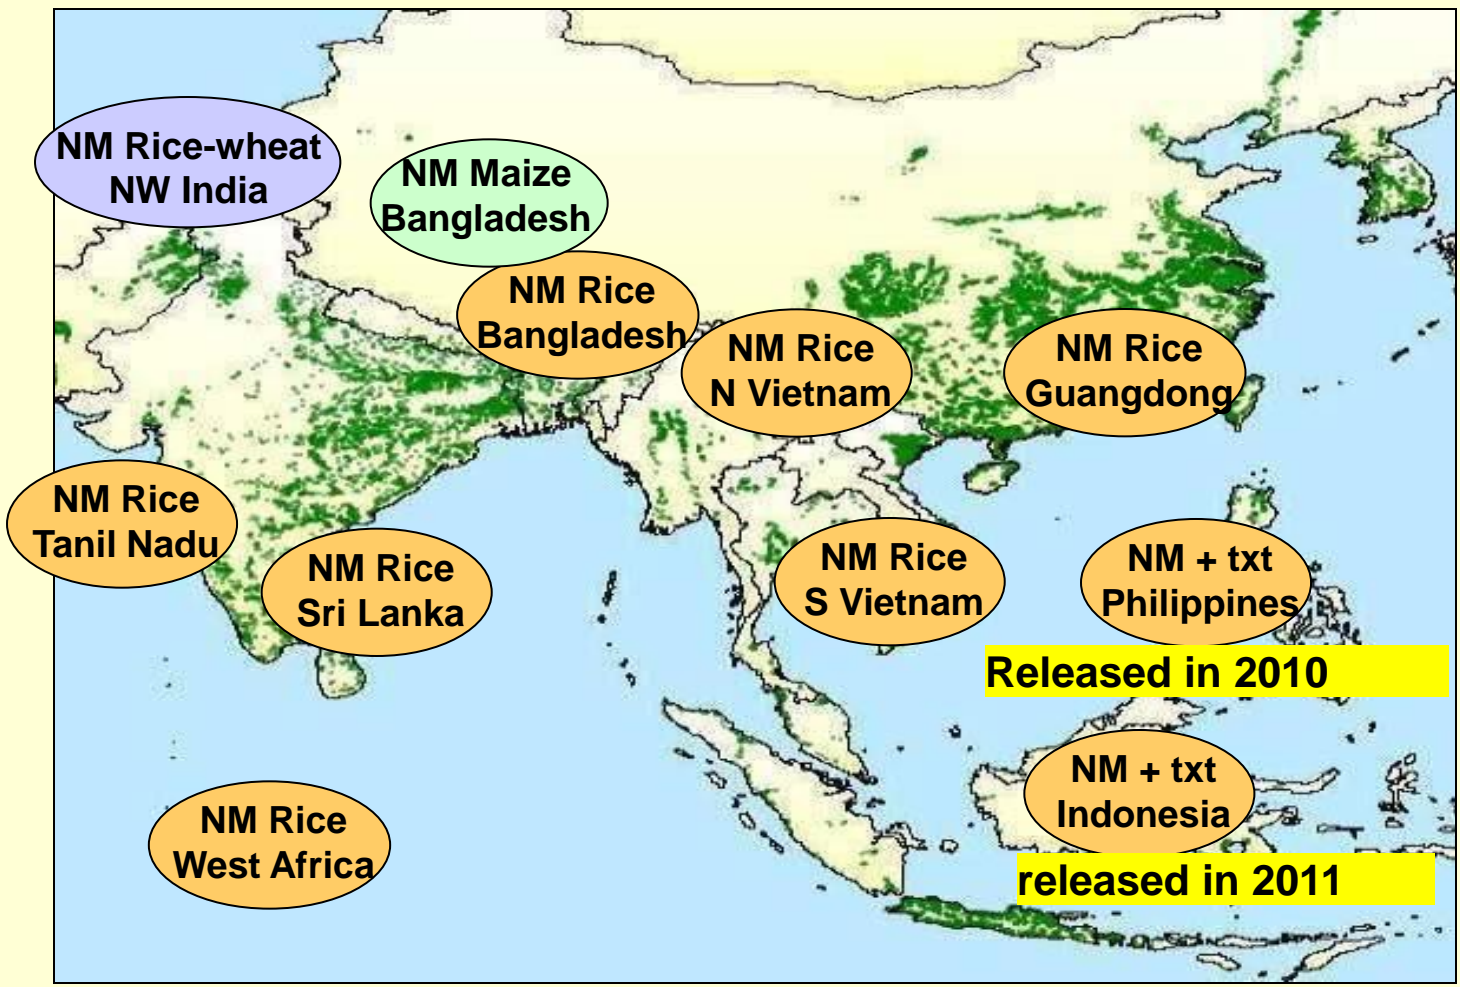 NM Rice-wheat
NW India
NM Maize
Bangladesh
NM Rice
Bangladesh
NM Rice
N Vietnam
NM Rice
Guangdong
NM Rice
Tanil Nadu
NM Rice
Sri Lanka
NM Rice
S Vietnam
NM + txt
Philippines
Released in 2010
NM + txt
Indonesia
released in 2011
NM Rice
West Africa